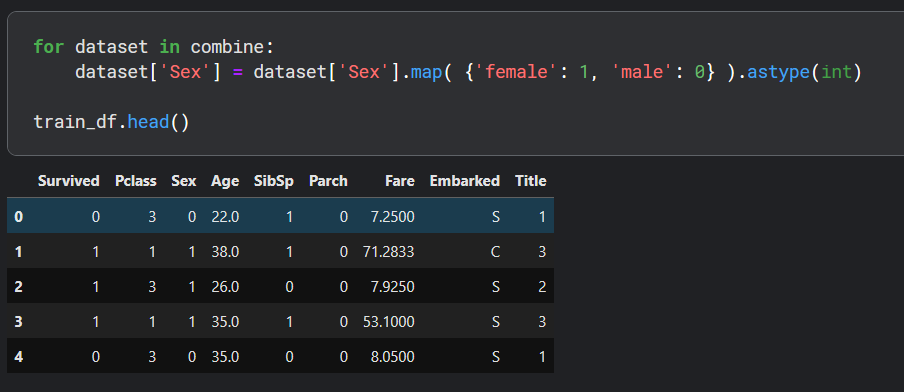 for dataset in combine:
    dataset['Sex'] = dataset['Sex'].map( {'female': 1, 'male': 0} ).astype(int)
train_df.head()
Survived Pclass Sex Age SibSp Parch Fare Embarked Title
0 0 3 0 22.0 1 0 7.2500 S 1
1 1 1 1 38.0 1 0 71.2833 C 3
2 1 3 1 26.0 0 0 7.9250 S 2
3 1 1 1 35.0 1 0 53.1000 S 3
4 0 3 0 35.0 0 0 8.0500 S 1